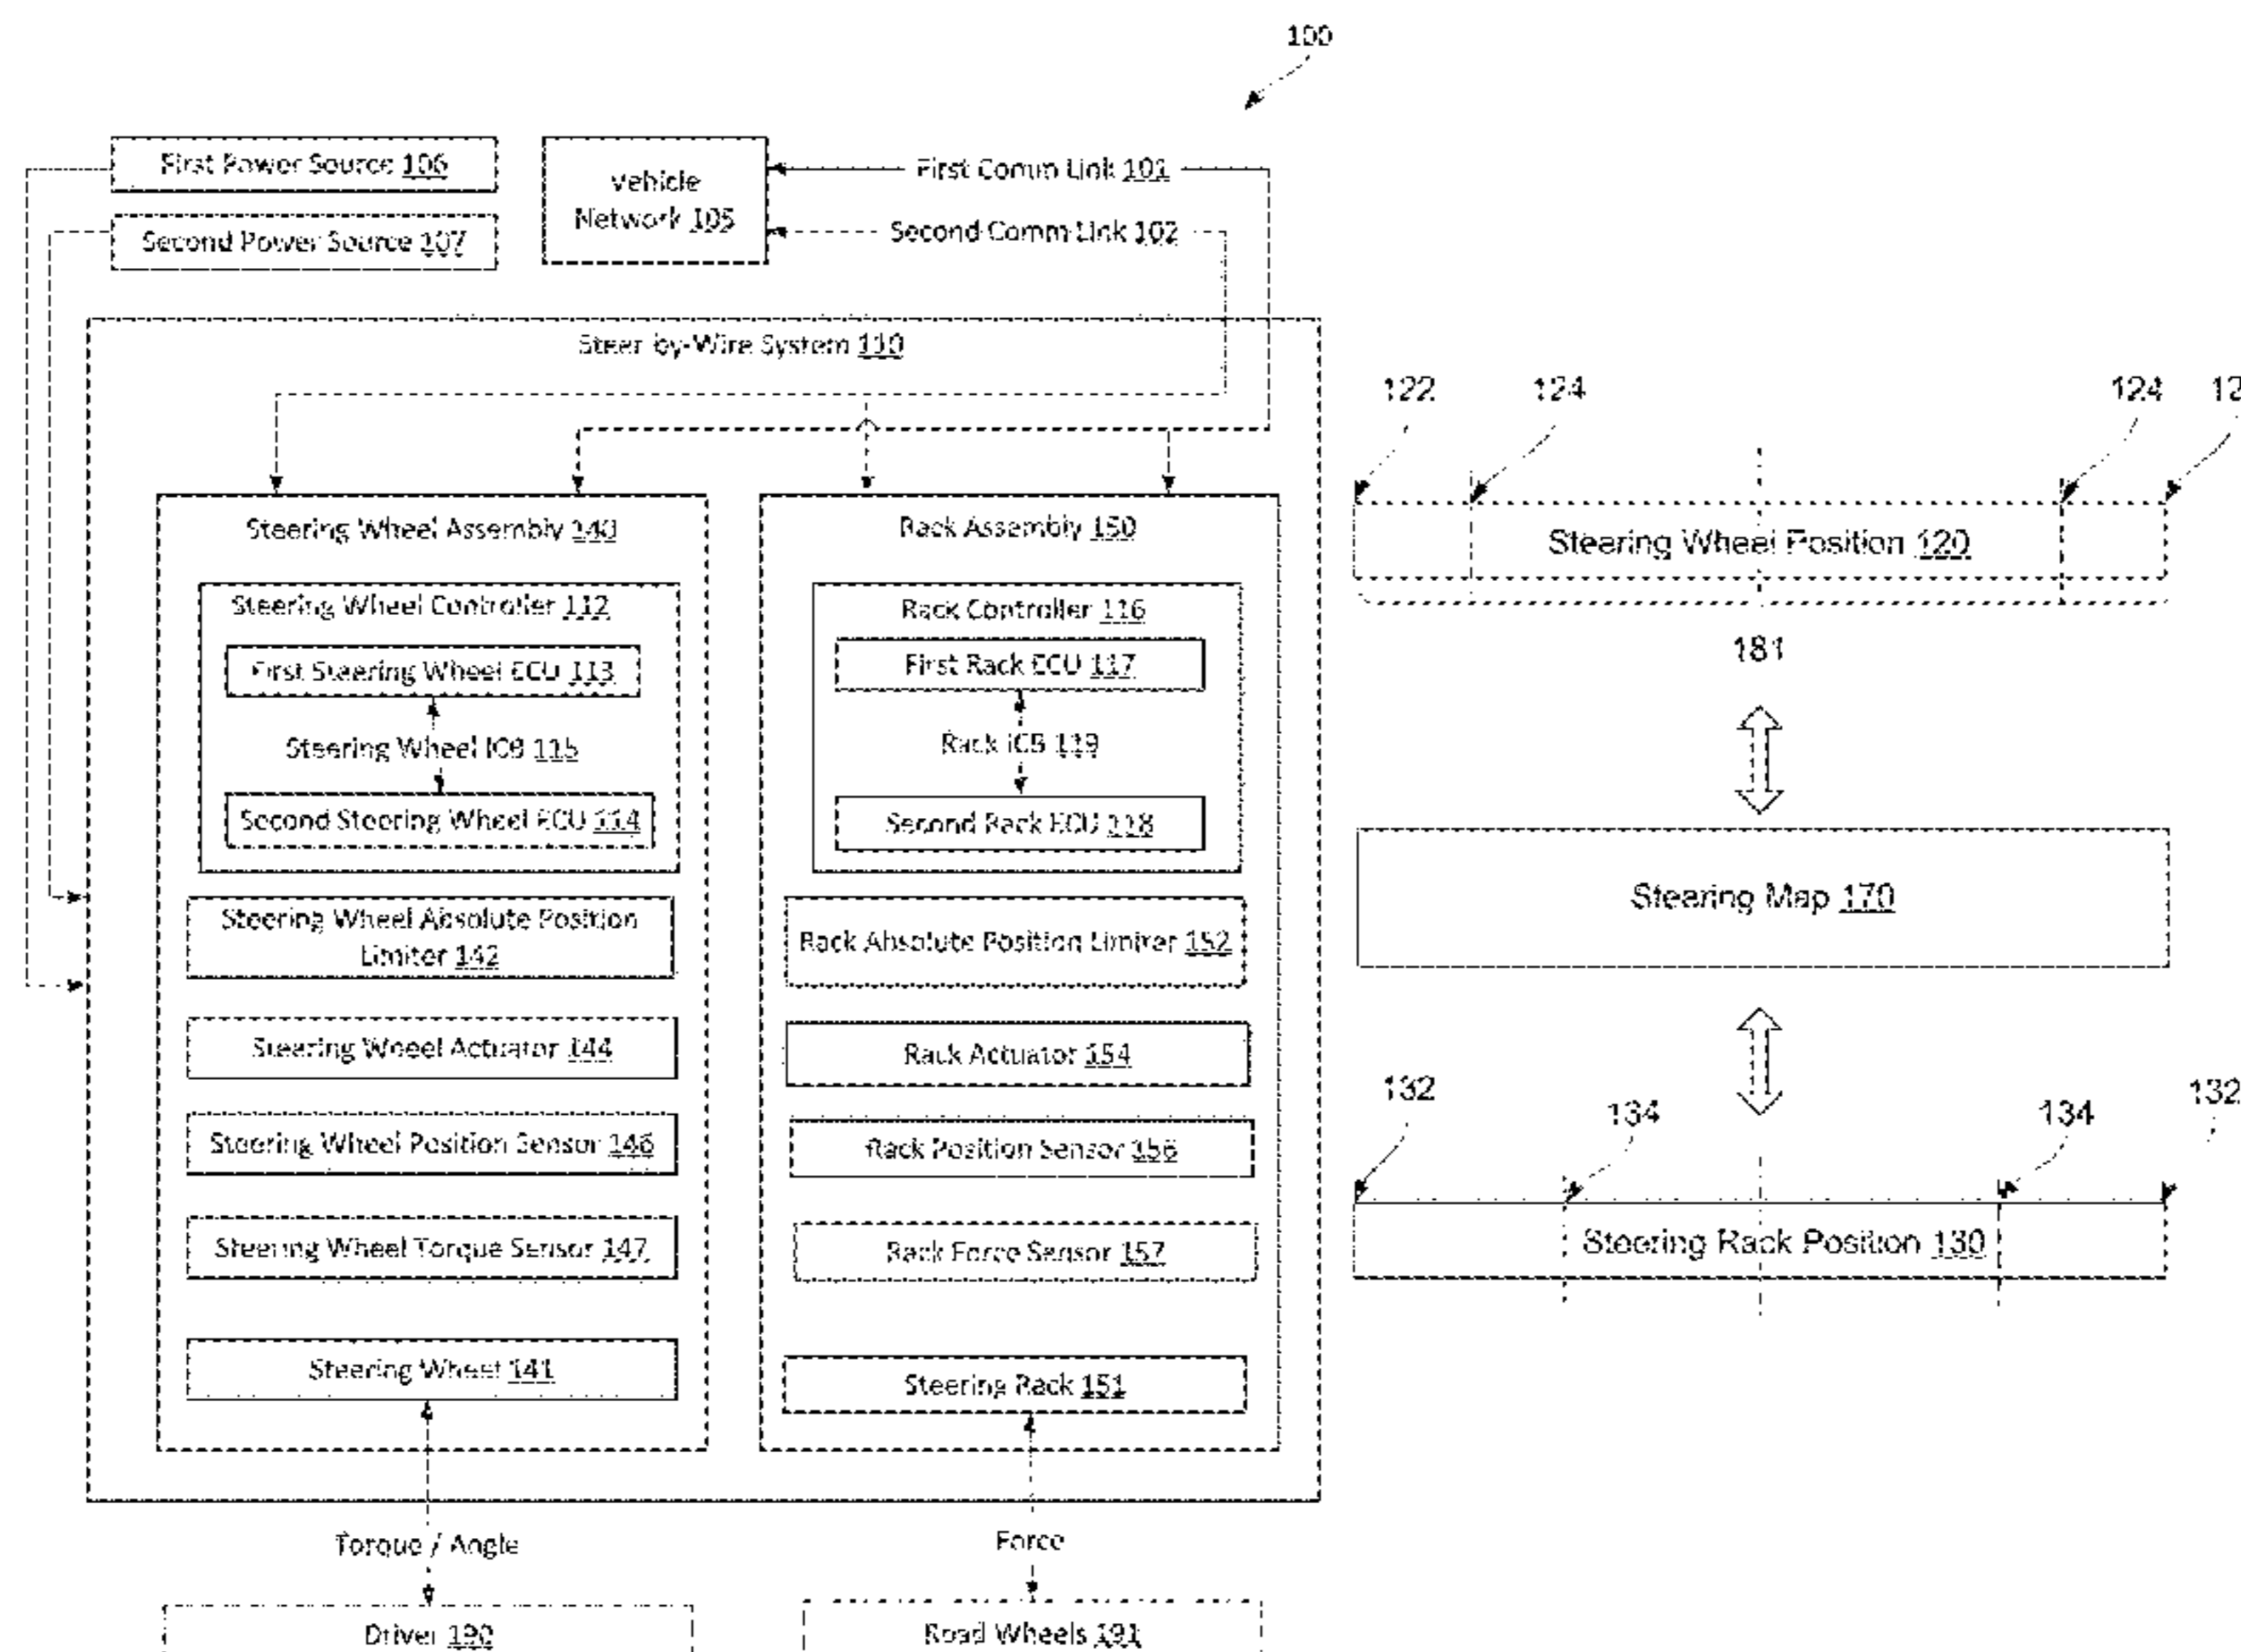 100
First Power Source 106
Second Power Source 107
Vehicle
Network 105
First Comm Link 101
Second Comm Link 102
Steer-by-Wire System 110
Steering Wheel Assembly 140
Steering Wheel Controller 112
First Steering Wheel ECU 113
Steering Wheel ICB 115
Second Steering Wheel ECU 114
Steering Wheel Absolute Position
Limiter 142
Steering Wheel Actuator 144
Steering Wheel Position Sensor 146
Steering Wheel Torque Sensor 147
Steering Wheel 141
Torque / Angle
Driver 190
Rack Assembly 150
Rack Controller 116
First Rack ECU 117
Rack ICB 119
Second Rack ECU 118
Rack Absolute Position Limiter 152
Rack Actuator 154
Rack Position Sensor 156
Rack Force Sensor 157
Steering Rack 151
Force
Road Wheels 191
122
124
124
Steering Wheel Position 120
181
Steering Map 170
132
134
134
132
Steering Rack Position 130